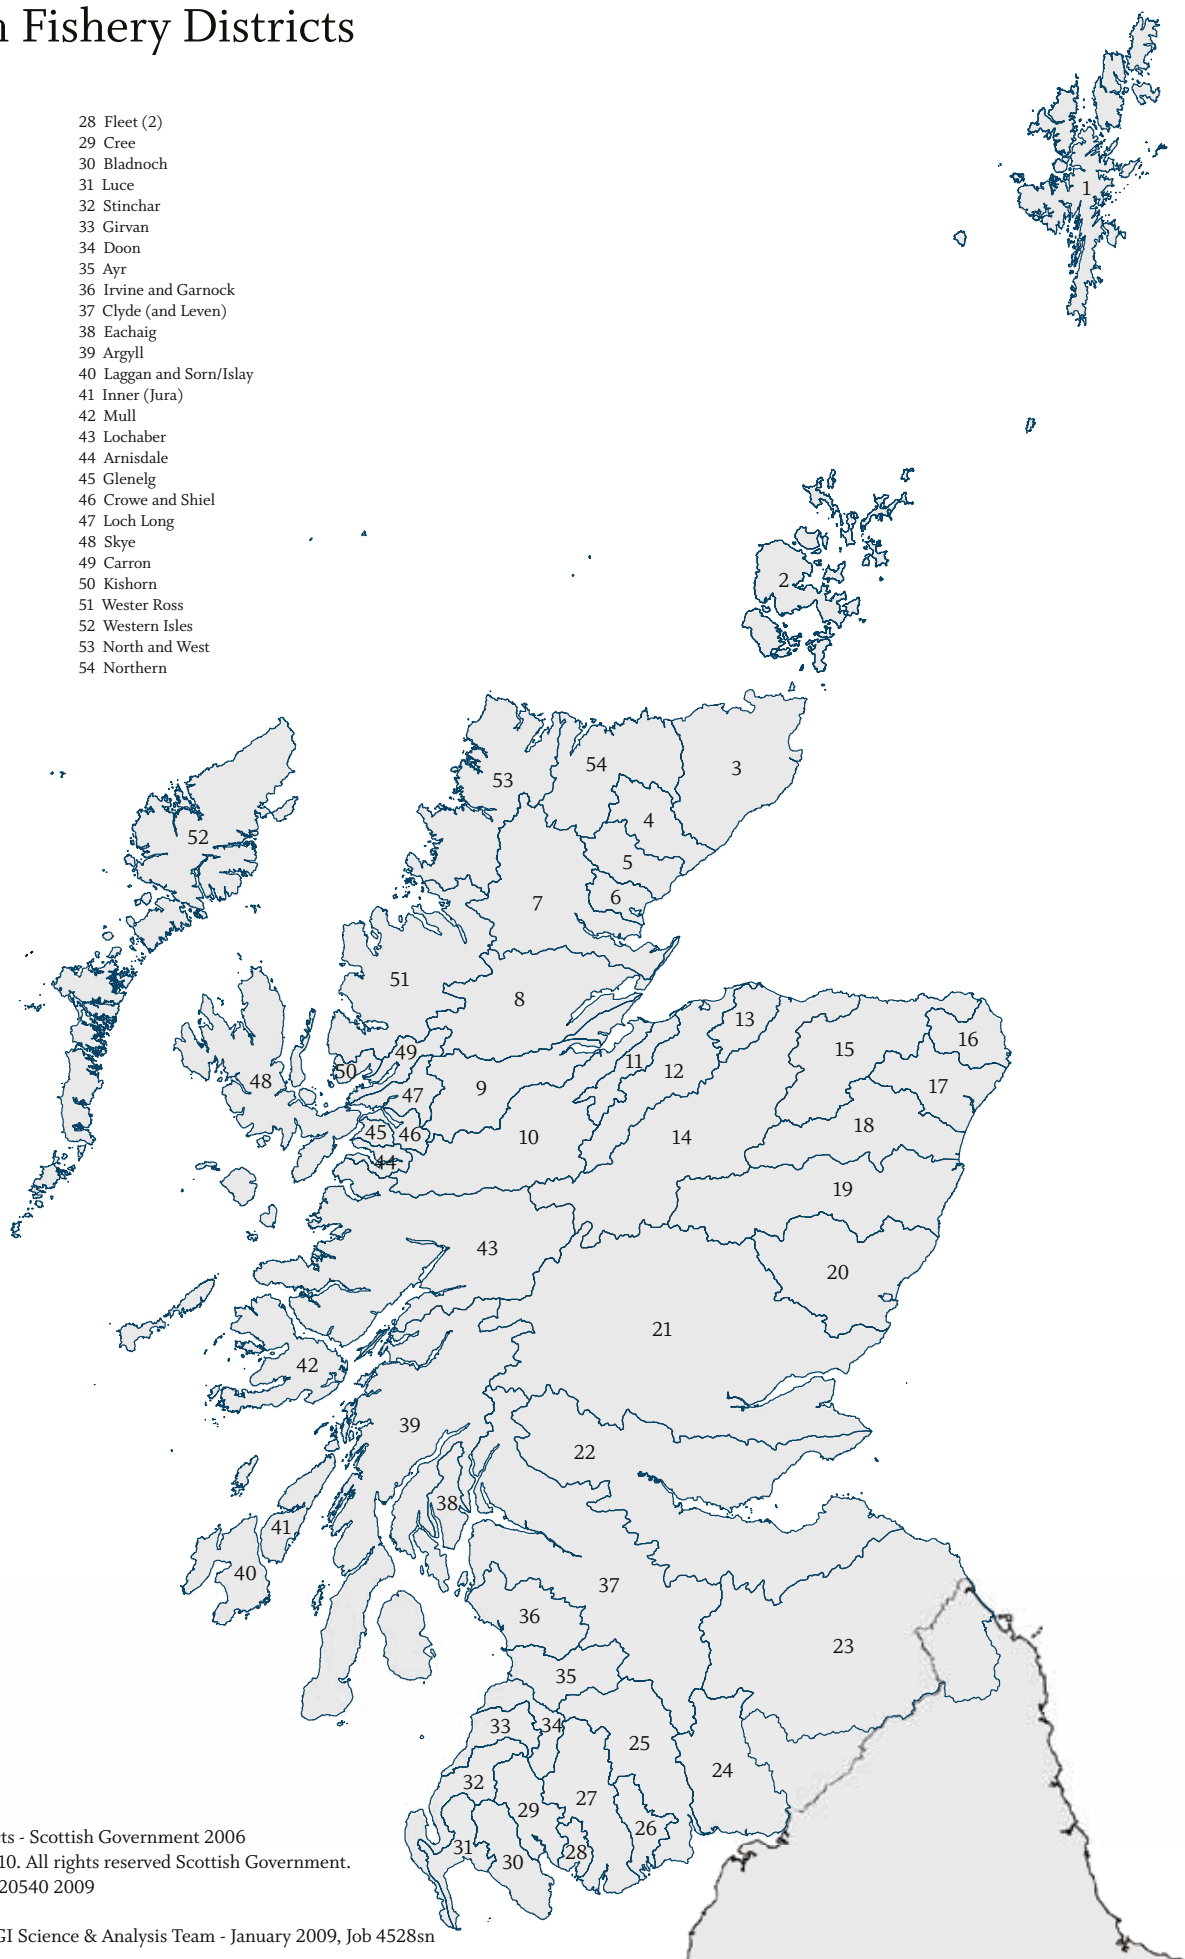 n Fishery Districts
28 Fleet (2)
29 Cree
30 Bladnoch
31 Luce
32 Stinchar
33 Girvan
34 Doon
35 Ayr
36 Irvine and Garnock
37 Clyde (and Leven)
38 Eachaig
39 Argyll
40 Laggan and Sorn/Islay
41 Inner (Jura)
42 Mull
43 Lochaber
44 Arnisdale
45 Glenelg
46 Crowe and Shiel
47 Loch Long
48 Skye
49 Carron
50 Kishorn
51 Wester Ross
52 Western Isles
53 North and West
54 Northern
1
2
3
54
53
4
52
5
6
7
51
8
13
16
15
49
11
12
50
48
9
17
47
18
45
46
10
14
44
19
43
20
21
42
39
22
38
41
40
37
36
23
35
33
34
25
24
32
27
29
26
31
28
30
cts - Scottish Government 2006
10. All rights reserved Scottish Government.
20540 2009
GI Science & Analysis Team - January 2009, Job 4528sn